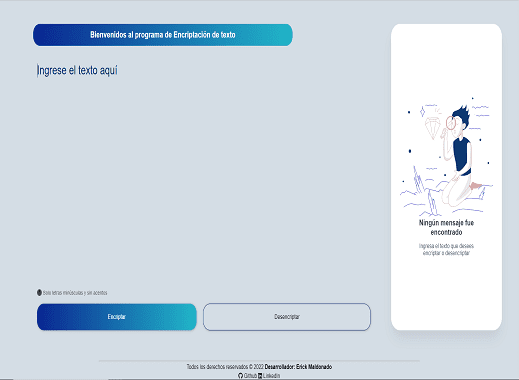 Bienvenidos al programa de Encriptación de texto
Ingrese el texto aquí
Ningún mensaje fue
encontrado
Ingresa el texto que desees
encriptar o desencriptar
Solo letras minúsculas y sin acentos
Encriptar
Desencriptar
Todos los derechos reservados © 2022 Desarrollador: Erick Maldonado
Github Linkedin